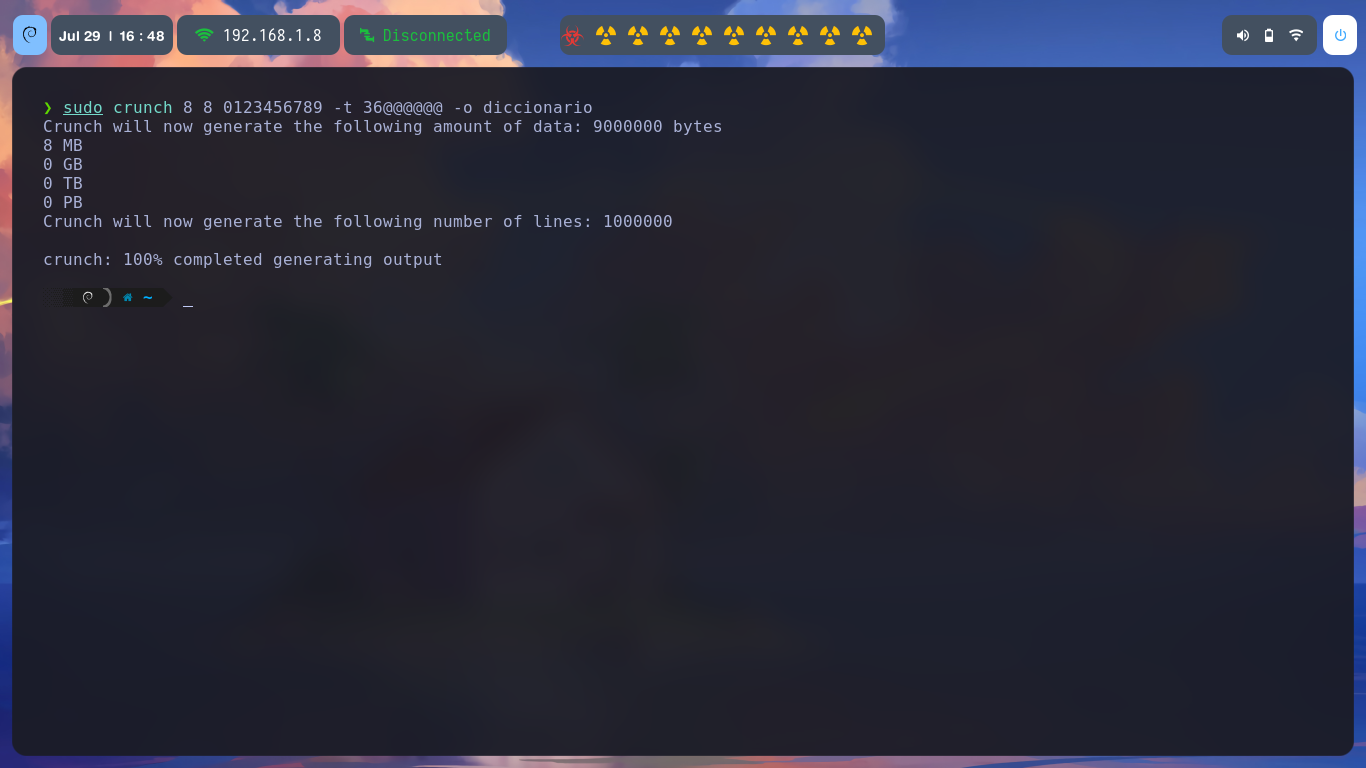 Jul 29 | 16 : 48
192.168.1.8
Disconnected
❯ sudo crunch 8 8 0123456789 -t 36@@@@@@ -o diccionario
Crunch will now generate the following amount of data: 9000000 bytes
8 MB
0 GB
0 TB
0 PB
Crunch will now generate the following number of lines: 1000000
crunch: 100% completed generating output
~ _